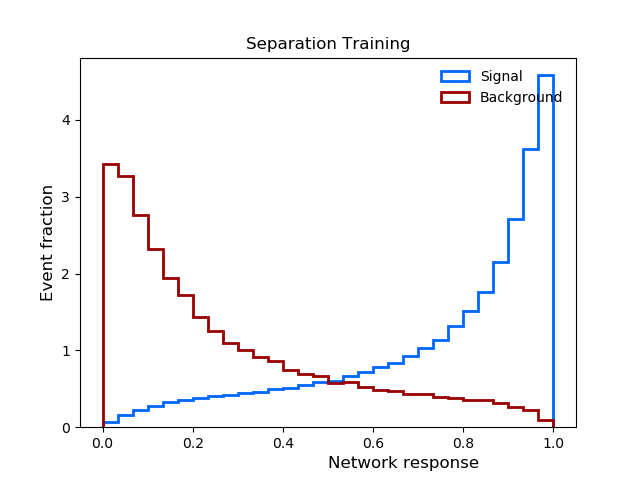 Separation Training
Signal
Background
Event fraction
4
3
2
1
0
0.0 0.2 0.4 0.6 0.8 1.0
Network response